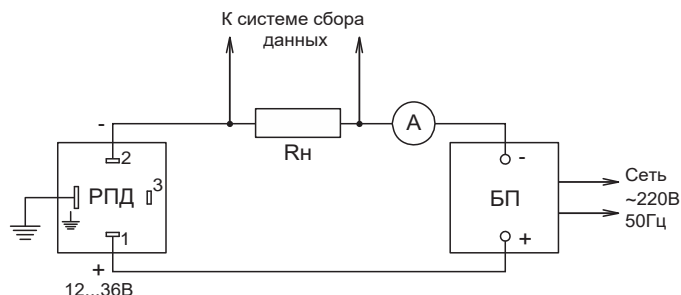 К системе сбора
данных
A
Rн
-
2
3
РПД
1
+
12...36В
-
БП
+
Сеть
~220В
50Гц